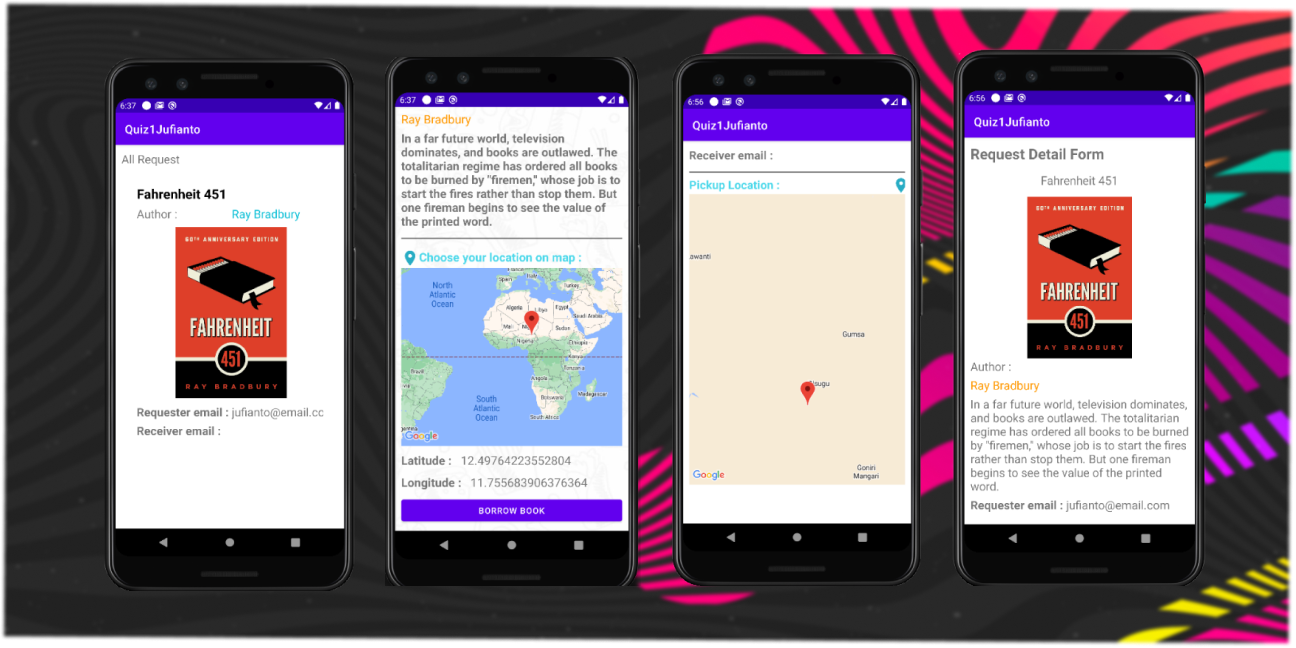 6:37
Quiz1Jufianto
All Request
Fahrenheit 451
Author : Ray Bradbury
60TH ANNIVERSARY EDITION
FAHRENHEIT
451
RAY BRADBURY
Requester email : jufianto@email.cc
Receiver email :
6:37
Ray Bradbury
In a far future world, television
dominates, and books are outlawed. The
totalitarian regime has ordered all books
to be burned by "firemen," whose job is to
start the fires rather than stop them. But
one fireman begins to see the value of
the printed word.
Choose your location on map :
Spain
Italy
Turkey
North
Atlantic
Ocean
Algeria
Libya
Egypt
Saudi Arabia
Mali
Sudan
Nigeria
Ethiopia
Kenya
Tanzania
Brazil
Angola
Botswana
Madagascar
South
Atlantic
Ocean
South Africa
Google
Latitude : 12.49764223552804
Longitude : 11.755683906376364
BORROW BOOK
6:56
Quiz1Jufianto
Receiver email :
Pickup Location :
awanti
Gumsa
Goniri
Mangari
Google
6:56
Quiz1Jufianto
Request Detail Form
Fahrenheit 451
60TH ANNIVERSARY EDITION
FAHRENHEIT
451
RAY BRADBURY
Author :
Ray Bradbury
In a far future world, television dominates,
and books are outlawed. The totalitarian
regime has ordered all books to be burned
by "firemen," whose job is to start the fires
rather than stop them. But one fireman
begins to see the value of the printed
word.
Requester email : jufianto@email.com